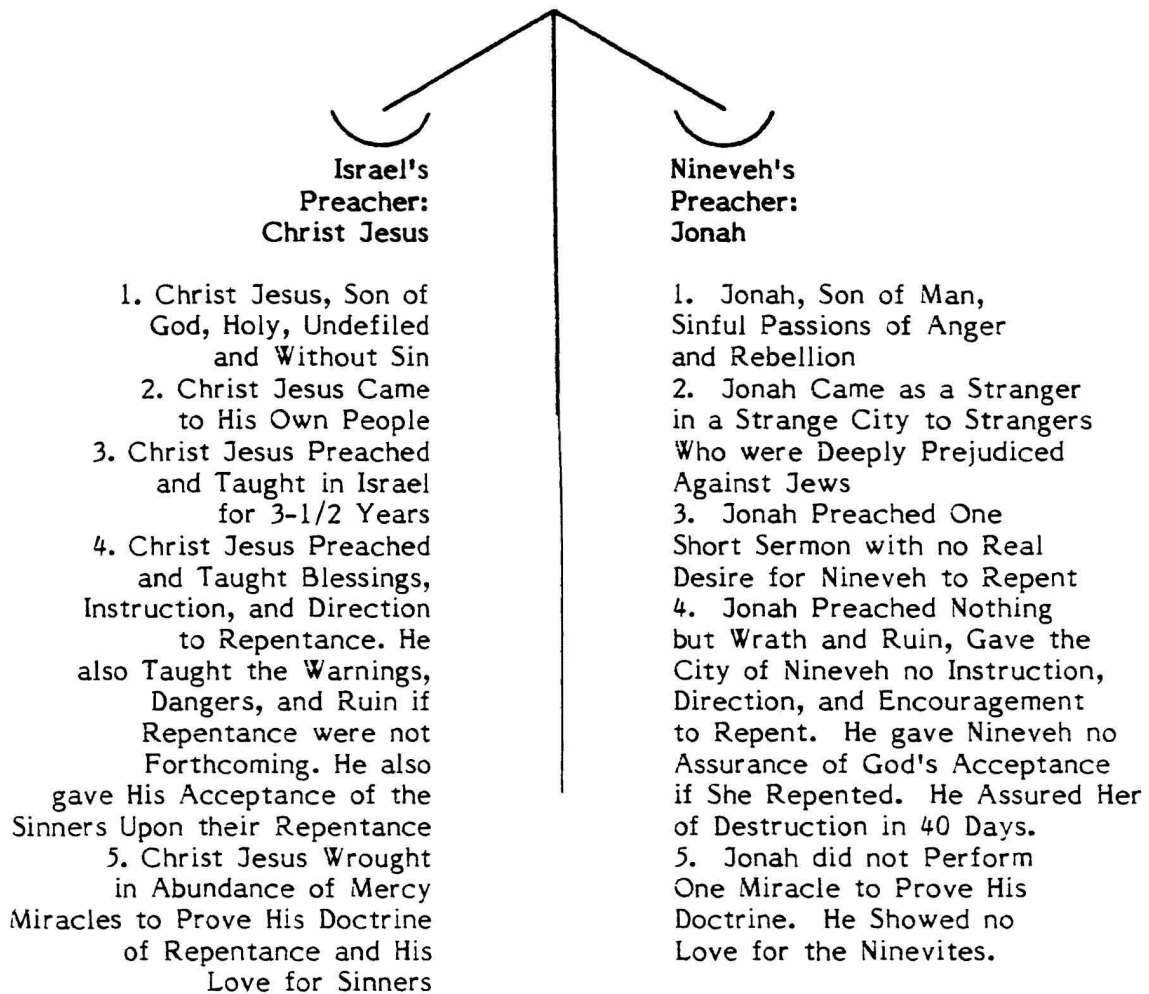 Israel's
Preacher:
Christ Jesus
1. Christ Jesus, Son of
God, Holy, Undefiled
and Without Sin
2. Christ Jesus Came
to His Own People
3. Christ Jesus Preached
and Taught in Israel
for 3-1/2 Years
4. Christ Jesus Preached
and Taught Blessings,
Instruction, and Direction
to Repentance. He
also Taught the Warnings,
Dangers, and Ruin if
Repentance were not
Forthcoming. He also
gave His Acceptance of the
Sinners Upon their Repentance
5. Christ Jesus Wrought
in Abundance of Mercy
Miracles to Prove His Doctrine
of Repentance and His
Love for Sinners
Nineveh's
Preacher:
Jonah
1. Jonah, Son of Man,
Sinful Passions of Anger
and Rebellion
2. Jonah Came as a Stranger
in a Strange City to Strangers
Who were Deeply Prejudiced
Against Jews
3. Jonah Preached One
Short Sermon with no Real
Desire for Nineveh to Repent
4. Jonah Preached Nothing
but Wrath and Ruin, Gave the
City of Nineveh no Instruction,
Direction, and Encouragement
to Repent. He gave Nineveh no
Assurance of God's Acceptance
if She Repented. He Assured Her
of Destruction in 40 Days.
5. Jonah did not Perform
One Miracle to Prove His
Doctrine. He Showed no
Love for the Ninevites.